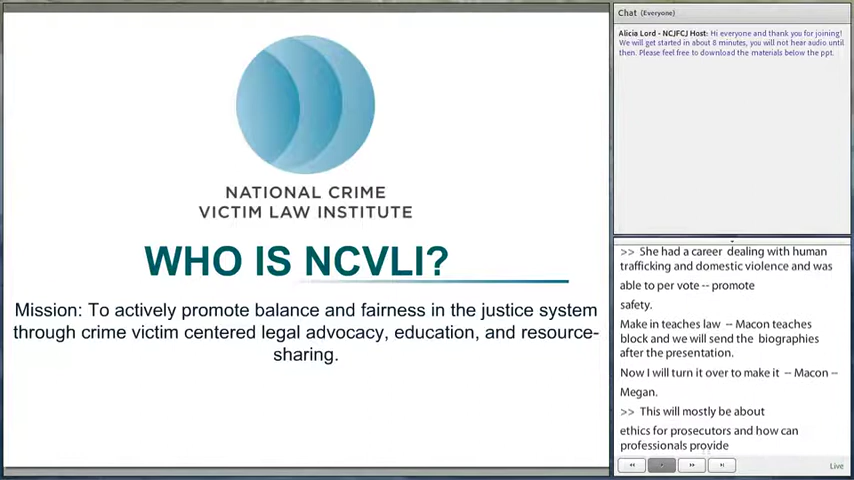 NATIONAL CRIME
VICTIM LAW INSTITUTE
WHO IS NCVLI?
Mission: To actively promote balance and fairness in the justice system
through crime victim centered legal advocacy, education, and resource-
sharing.
Chat (Everyone)
Alicia Lord - NCJFCJ Host: Hi everyone and thank you for joining!
We will get started in about 8 minutes, you will not hear audio until
then. Please feel free to download the materials below the ppt.
>> She had a career dealing with human
trafficking and domestic violence and was
able to per vote -- promote
safety.
Make in teaches law -- Macon teaches
block and we will send the biographies
after the presentation.
Now I will turn it over to make it -- Macon --
Megan.
>> This will mostly be about
ethics for prosecutors and how can
professionals provide
Live